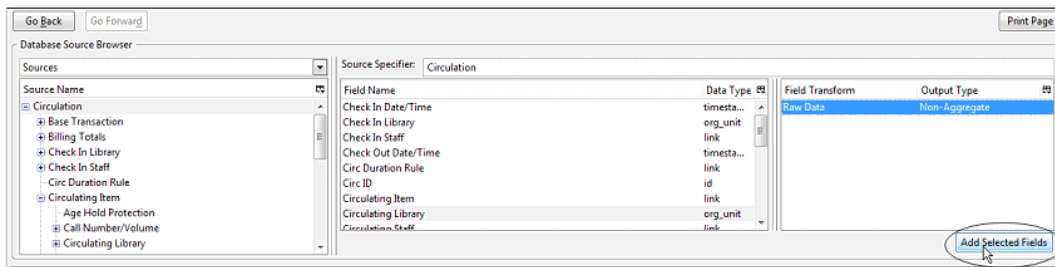 Go Back Go Forward Print Page
Database Source Browser
Sources Source Specifier: Circulation
Source Name Field Name Data Type Field Transform Output Type
Circulation Check In Date/Time timesta... Raw Data Non-Aggregate
Base Transaction Check In Library org_unit
Billing Totals Check In Staff link
Check In Library Check Out Date/Time timesta...
Check In Staff Circ Duration Rule link
Circ Duration Rule Circ ID id
Circulating Item Circulating Item link
Age Hold Protection Circulating Library org_unit
Call Number/Volume Circulating Staff link
Circulating Library Add Selected Fields